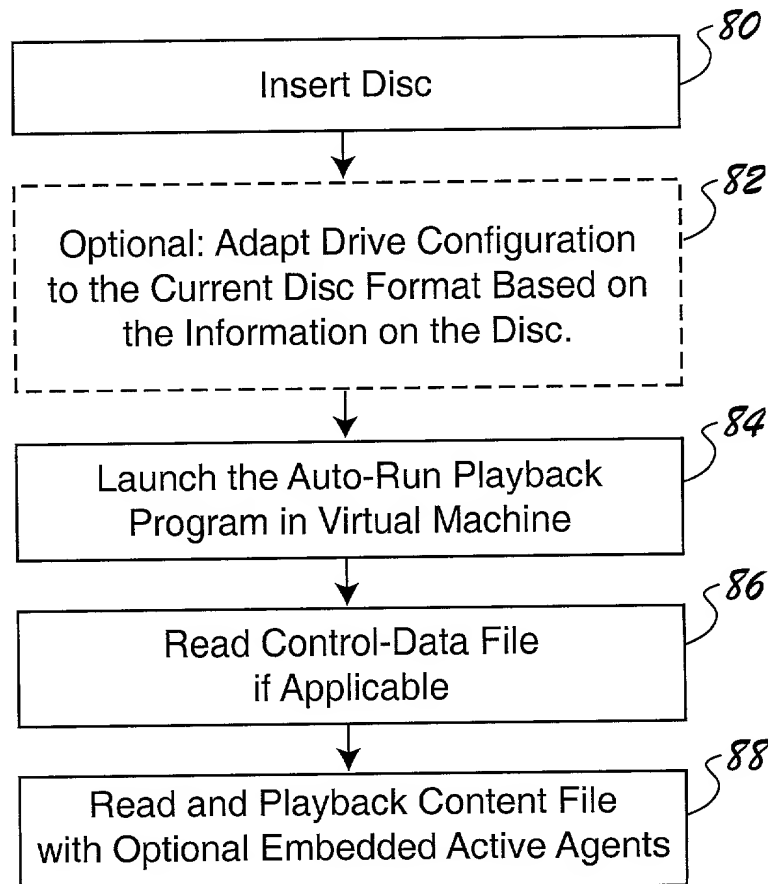 80
Insert Disc
82
Optional: Adapt Drive Configuration
to the Current Disc Format Based on
the Information on the Disc.
84
Launch the Auto-Run Playback
Program in Virtual Machine
86
Read Control-Data File
if Applicable
88
Read and Playback Content File
with Optional Embedded Active Agents